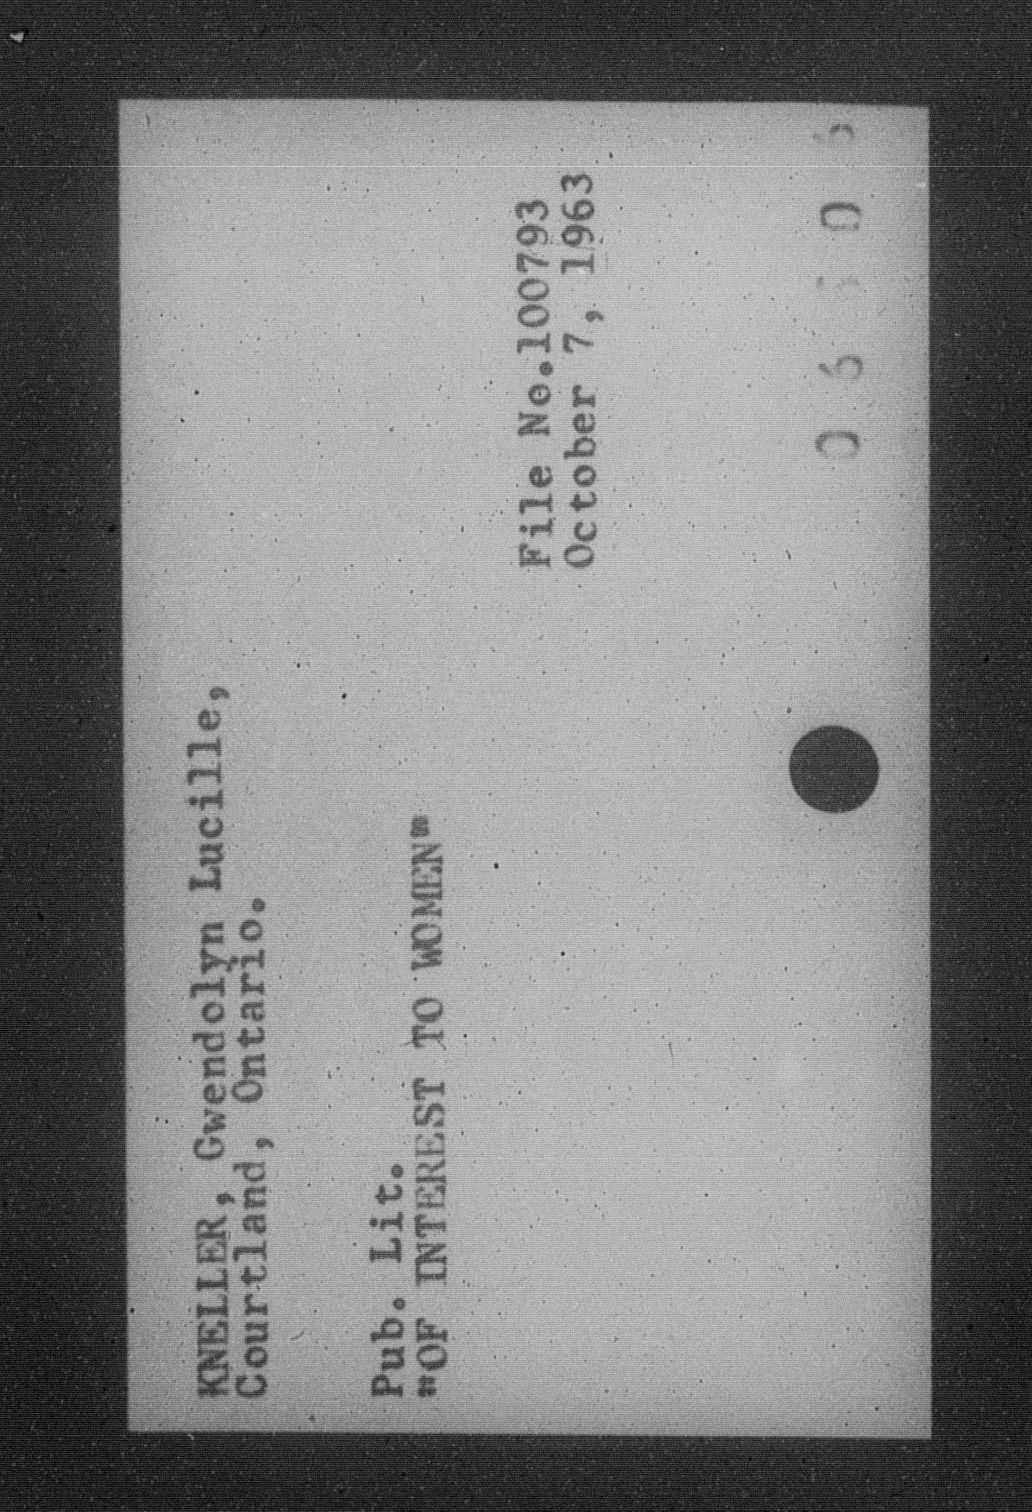 KNELLER, Gwendolyn Lucille,
Courtland, Ontario.
Pub. Lit.
"OF INTEREST TO WOMEN"
File No.100793
October 7, 1963